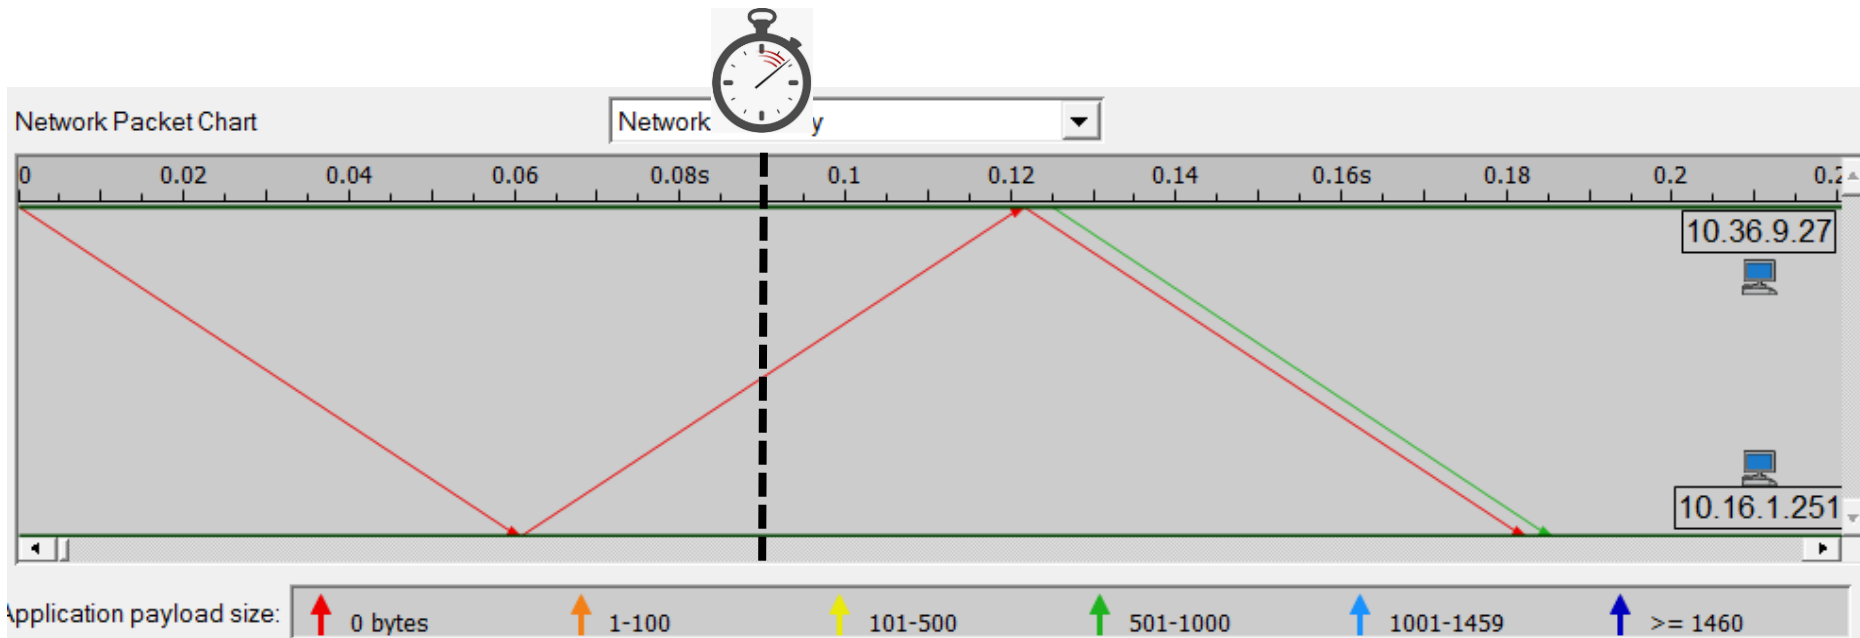 Network Packet Chart
Network y
0 0.02 0.04 0.06 0.08s 0.1 0.12 0.14 0.16s 0.18 0.2
10.36.9.27
10.16.1.251
Application payload size: 0 bytes 1-100 101-500 501-1000 1001-1459 >= 1460